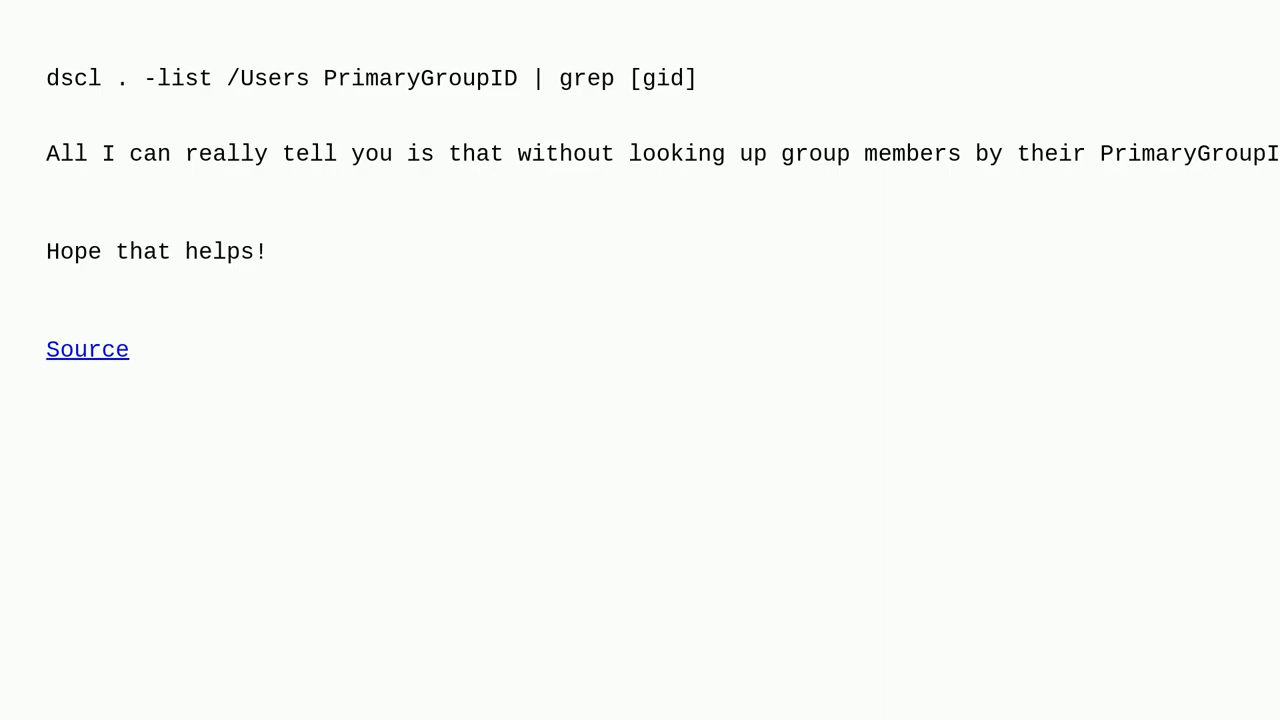 dscl . -list /Users PrimaryGroupID | grep [gid]
All I can really tell you is that without looking up group members by their PrimaryGroupI
Hope that helps!
Source